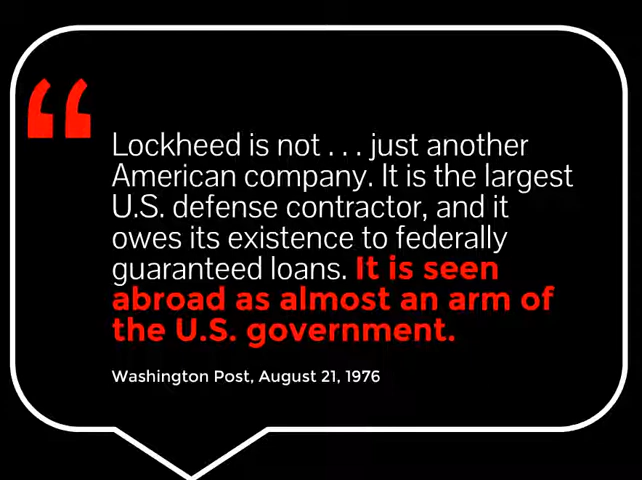 “
Lockheed is not . . . just another
American company. It is the largest
U.S. defense contractor, and it
owes its existence to federally
guaranteed loans. It is seen
abroad as almost an arm of
the U.S. government.
Washington Post, August 21, 1976